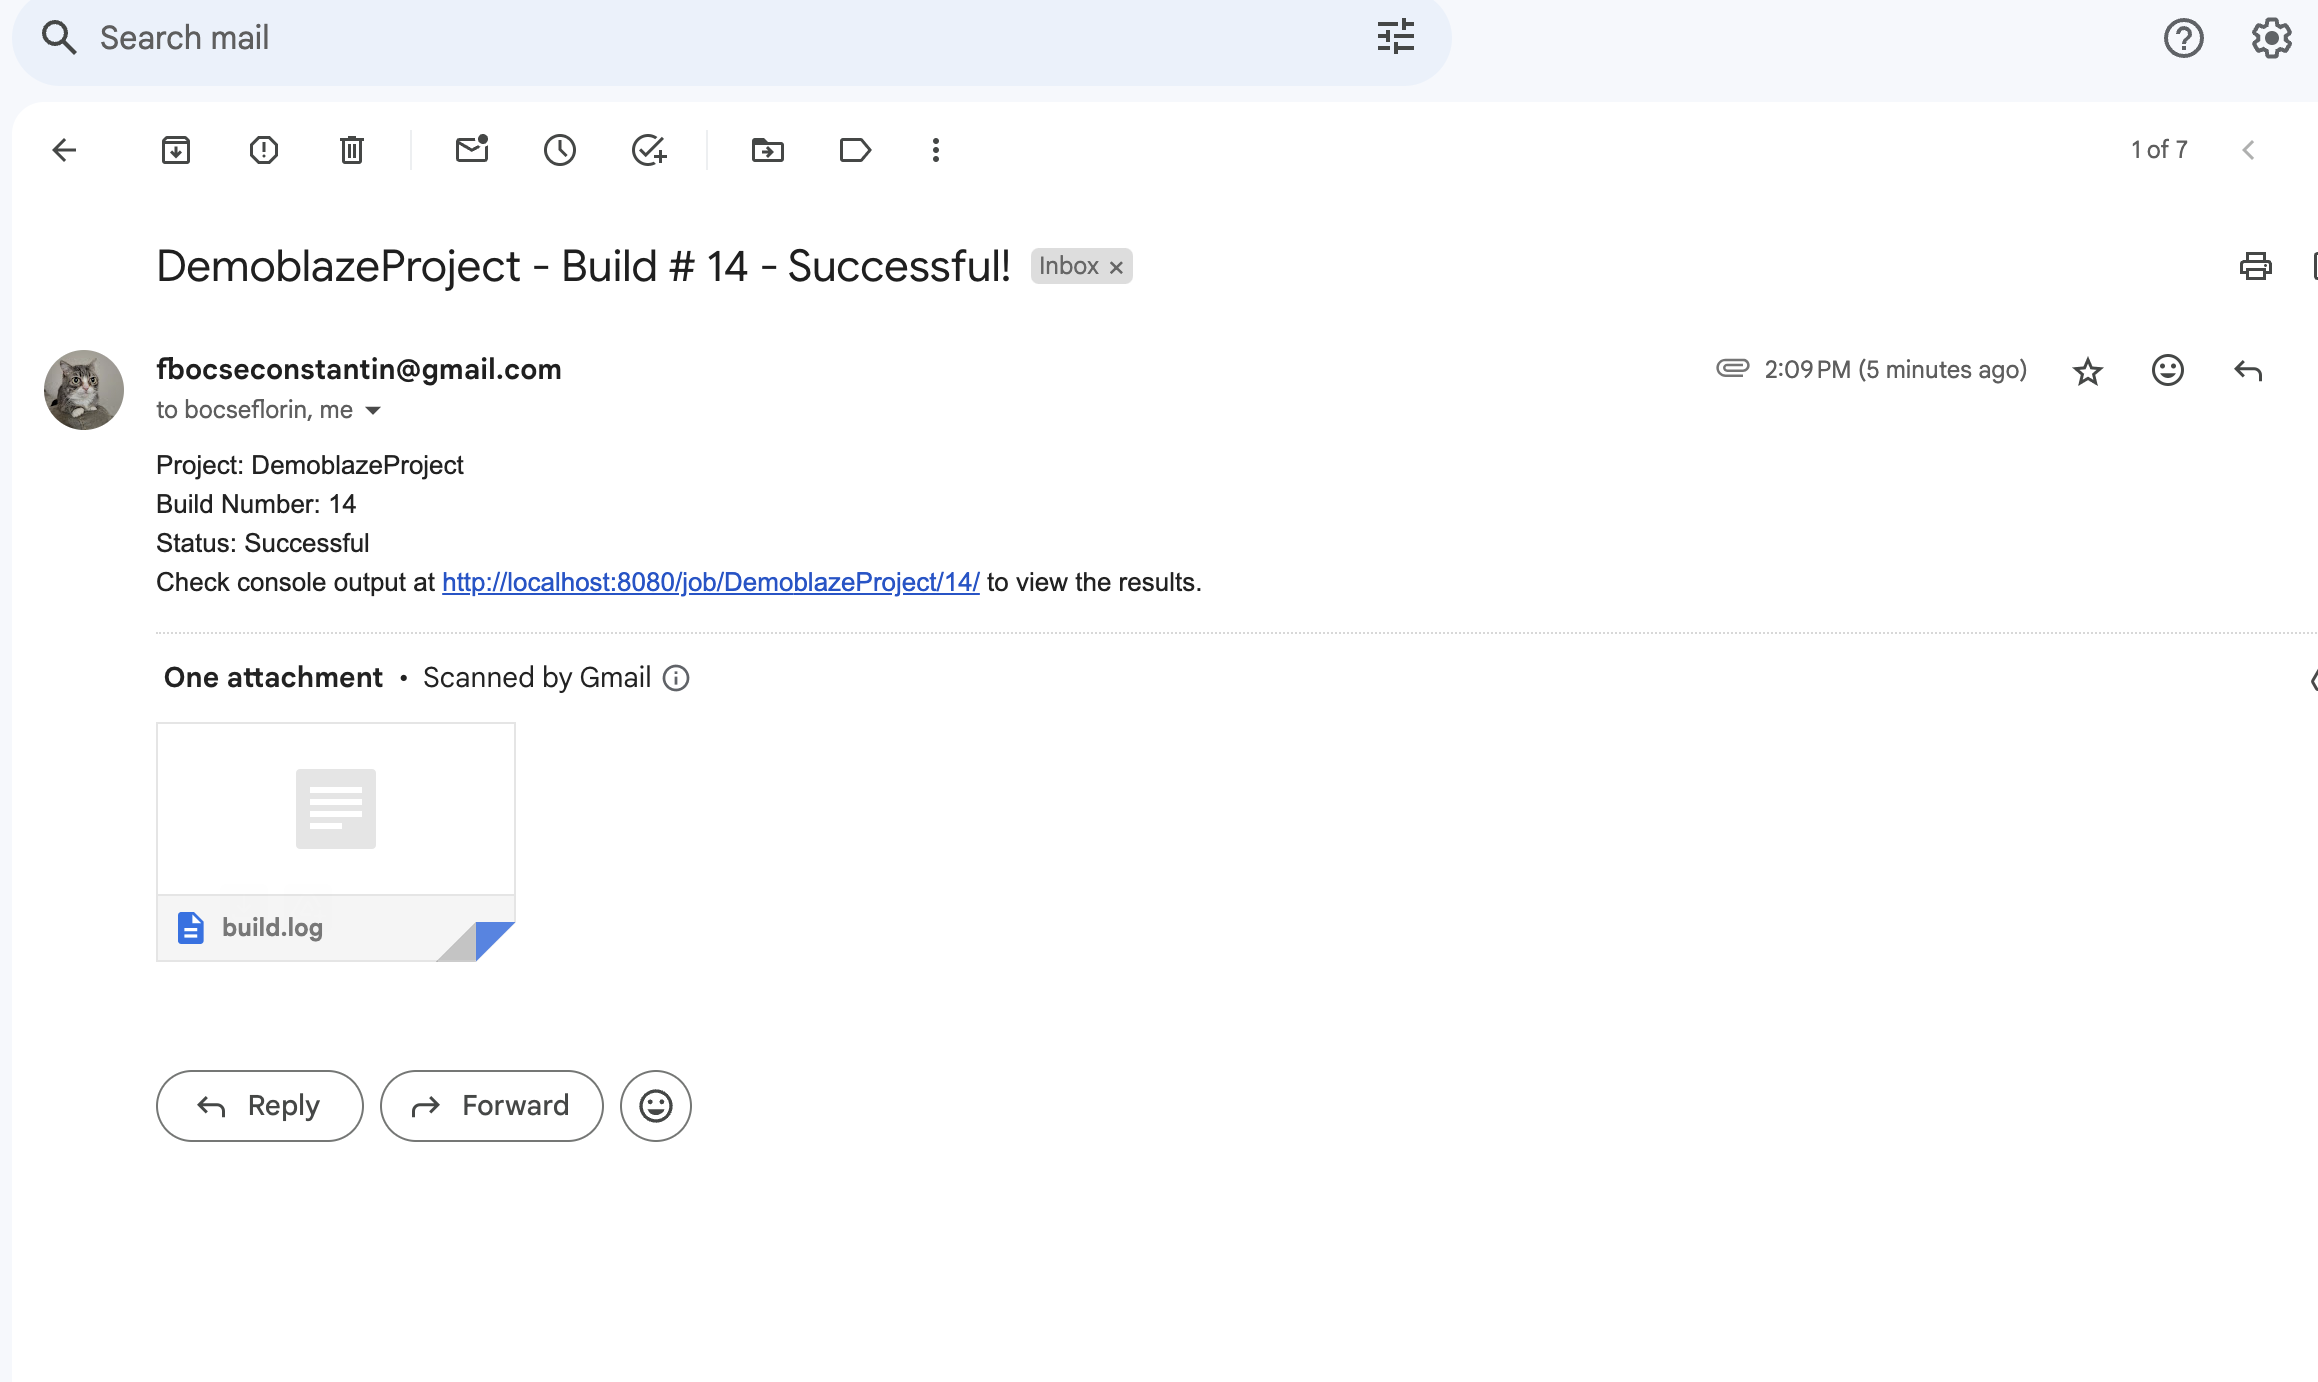 Search mail
1 of 7
DemoblazeProject - Build # 14 - Successful! Inbox ×
fbocseconstantin@gmail.com 2:09 PM (5 minutes ago)
to bocseflorin, me
Project: DemoblazeProject
Build Number: 14
Status: Successful
Check console output at http://localhost:8080/job/DemoblazeProject/14/ to view the results.
One attachment • Scanned by Gmail
build.log
Reply Forward